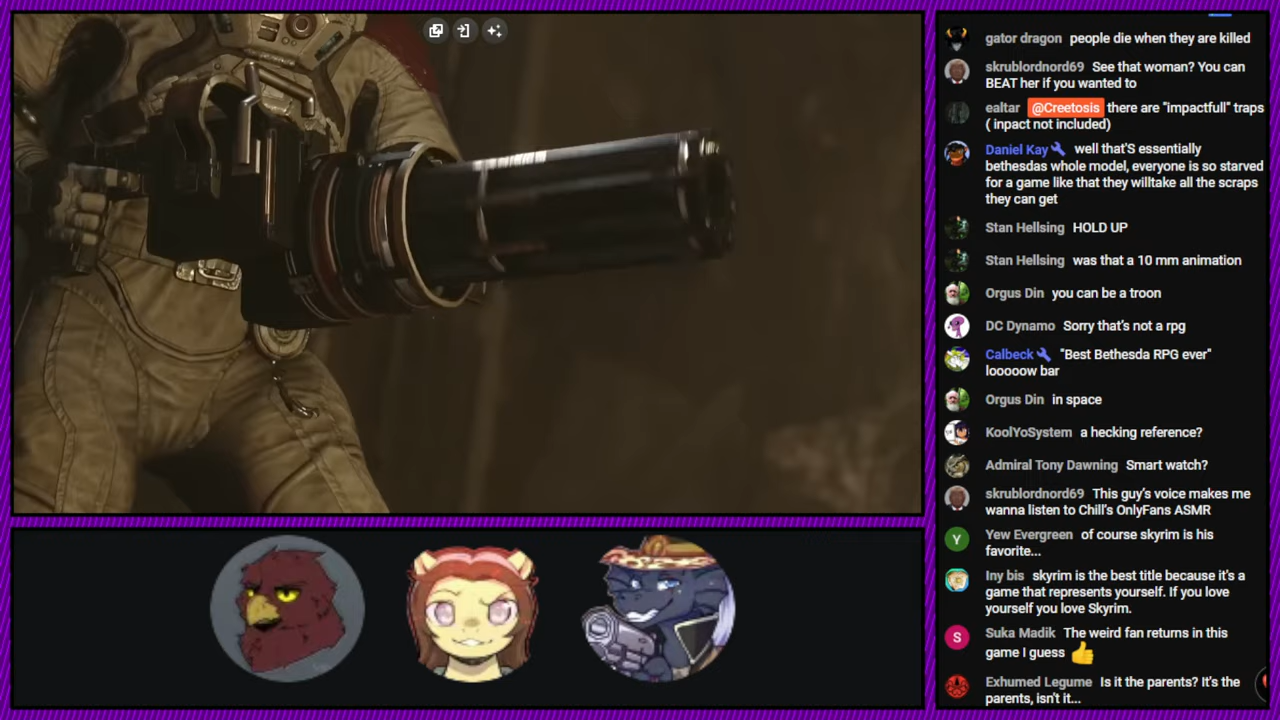 gator dragon people die when they are killed
skrublordnord69 See that woman? You can
BEAT her if you wanted to
ealtar @Creetosis there are "impactfull" traps
( inpact not included)
Daniel Kay well that'S essentially
bethesdas whole model, everyone is so starved
for a game like that they willtake all the scraps
they can get
Stan Hellsing HOLD UP
Stan Hellsing was that a 10 mm animation
Orgus Din you can be a troon
DC Dynamo Sorry that's not a rpg
Calbeck "Best Bethesda RPG ever"
looooow bar
Orgus Din in space
KoolYoSystem a hecking reference?
Admiral Tony Dawning Smart watch?
skrublordnord69 This guy's voice makes me
wanna listen to Chill's OnlyFans ASMR
Y Yew Evergreen of course skyrim is his
favorite...
Iny bis skyrim is the best title because it's a
game that represents yourself. If you love
yourself you love Skyrim.
S Suka Madik The weird fan returns in this
game I guess 👍
Exhumed Legume Is it the parents? It's the
parents, isn't it...